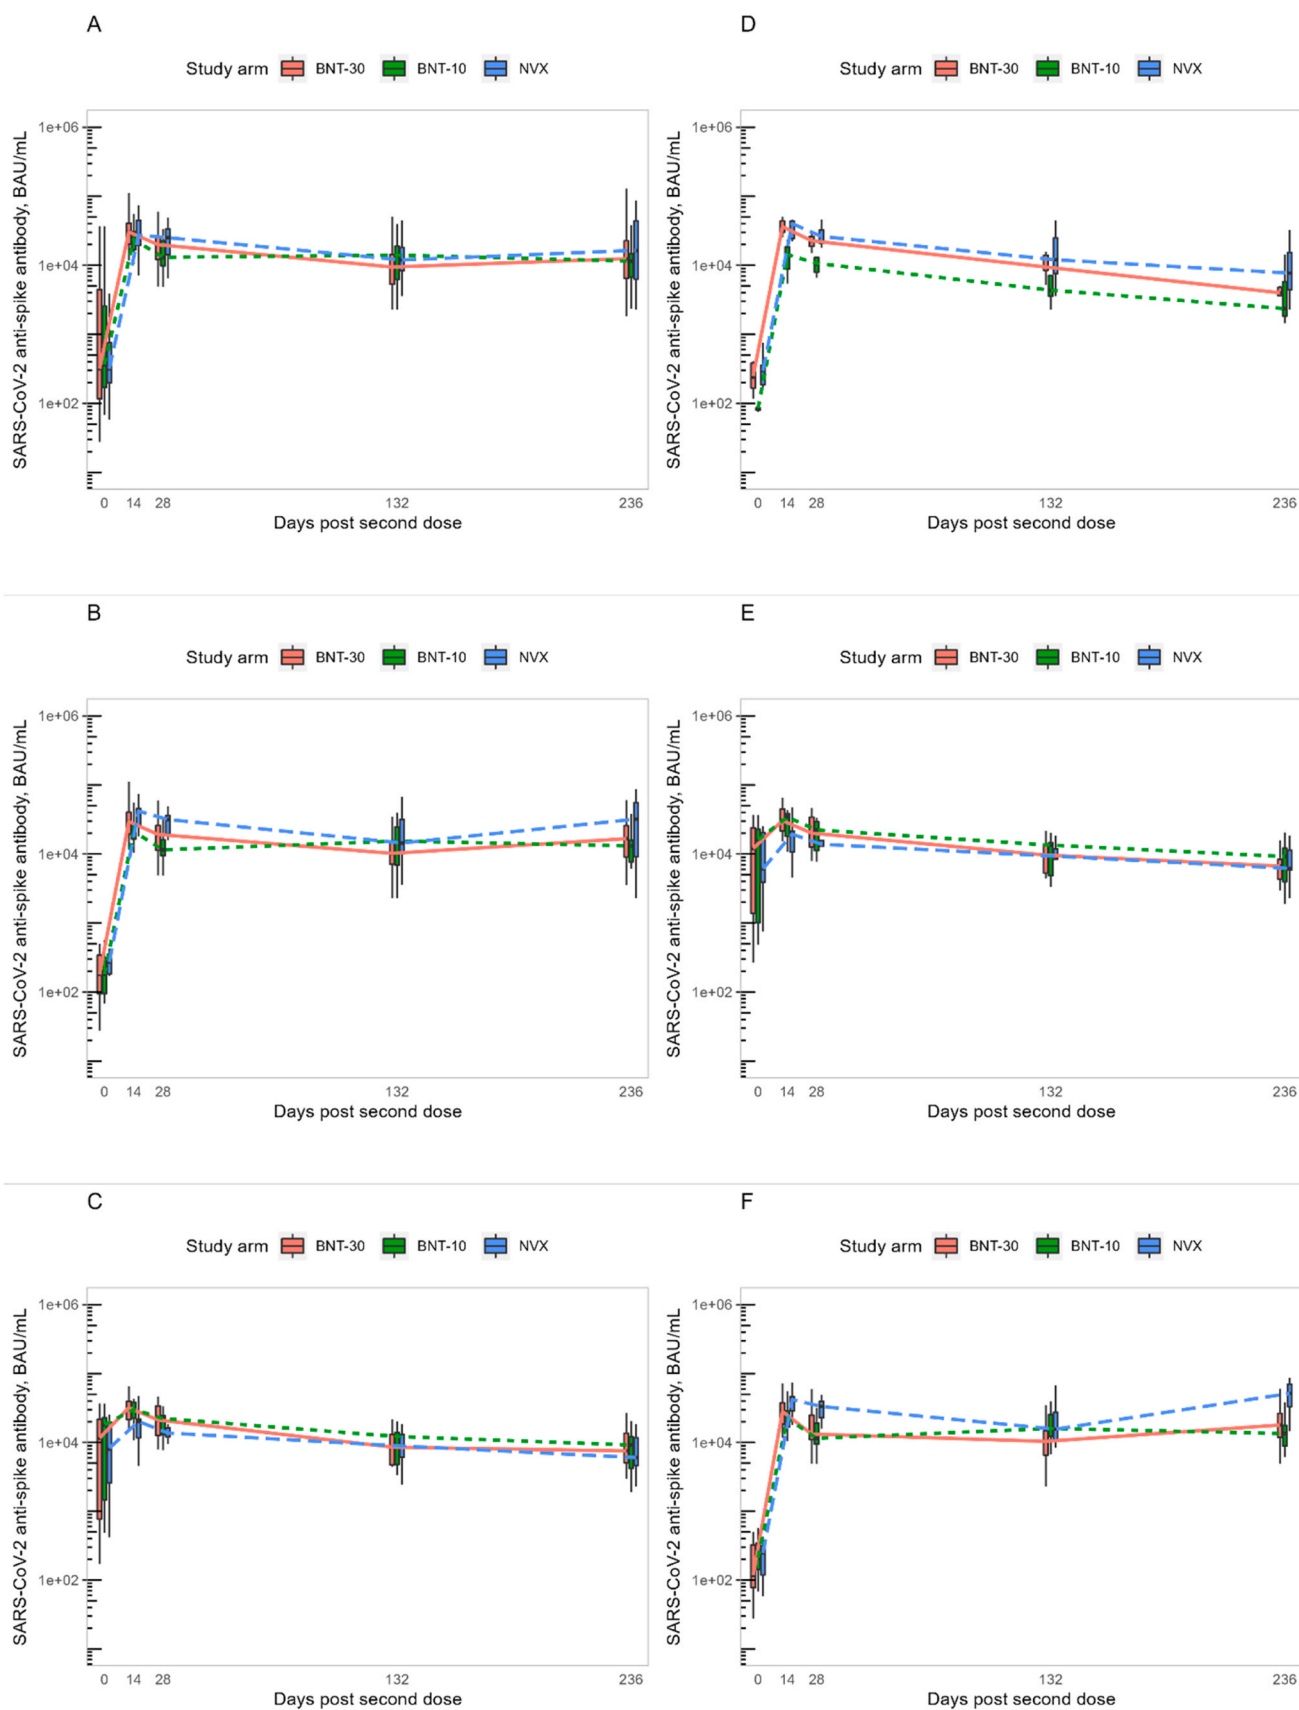 A
Study arm BNT-30 BNT-10 NVX
SARS-CoV-2 anti-spike antibody, BAU/mL
1e+06
1e+04
1e+02
0 14 28 132 236
Days post second dose
D
Study arm BNT-30 BNT-10 NVX
SARS-CoV-2 anti-spike antibody, BAU/mL
1e+06
1e+04
1e+02
0 14 28 132 236
Days post second dose
B
Study arm BNT-30 BNT-10 NVX
SARS-CoV-2 anti-spike antibody, BAU/mL
1e+06
1e+04
1e+02
0 14 28 132 236
Days post second dose
E
Study arm BNT-30 BNT-10 NVX
SARS-CoV-2 anti-spike antibody, BAU/mL
1e+06
1e+04
1e+02
0 14 28 132 236
Days post second dose
C
Study arm BNT-30 BNT-10 NVX
SARS-CoV-2 anti-spike antibody, BAU/mL
1e+06
1e+04
1e+02
0 14 28 132 236
Days post second dose
F
Study arm BNT-30 BNT-10 NVX
SARS-CoV-2 anti-spike antibody, BAU/mL
1e+06
1e+04
1e+02
0 14 28 132 236
Days post second dose